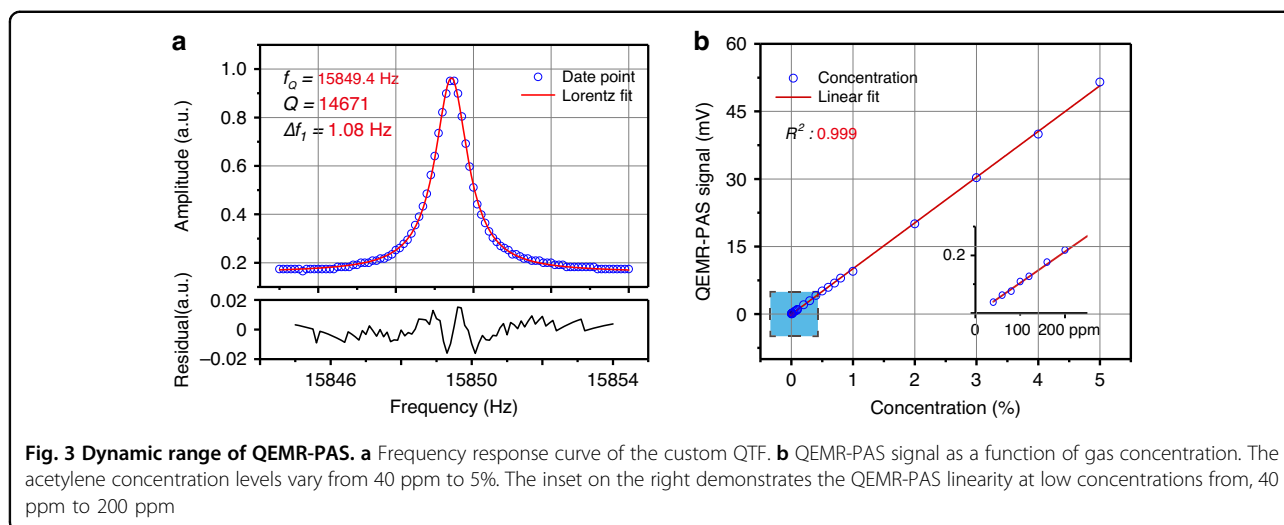 a
f_Q = 15849.4 Hz
Q = 14671
Δf_1 = 1.08 Hz
Date point
Lorentz fit
1.0
0.8
0.6
0.4
0.2
Amplitude (a.u.)
0.02
0
−0.02
Residual(a.u.)
15846
15850
15854
Frequency (Hz)
b
60
45
30
15
0
QEMR-PAS signal (mV)
Concentration
Linear fit
R² : 0.999
0.2
0
100
200 ppm
0
1
2
3
4
5
Concentration (%)
Fig. 3 Dynamic range of QEMR-PAS. a Frequency response curve of the custom QTF. b QEMR-PAS signal as a function of gas concentration. The
acetylene concentration levels vary from 40 ppm to 5%. The inset on the right demonstrates the QEMR-PAS linearity at low concentrations from, 40
ppm to 200 ppm